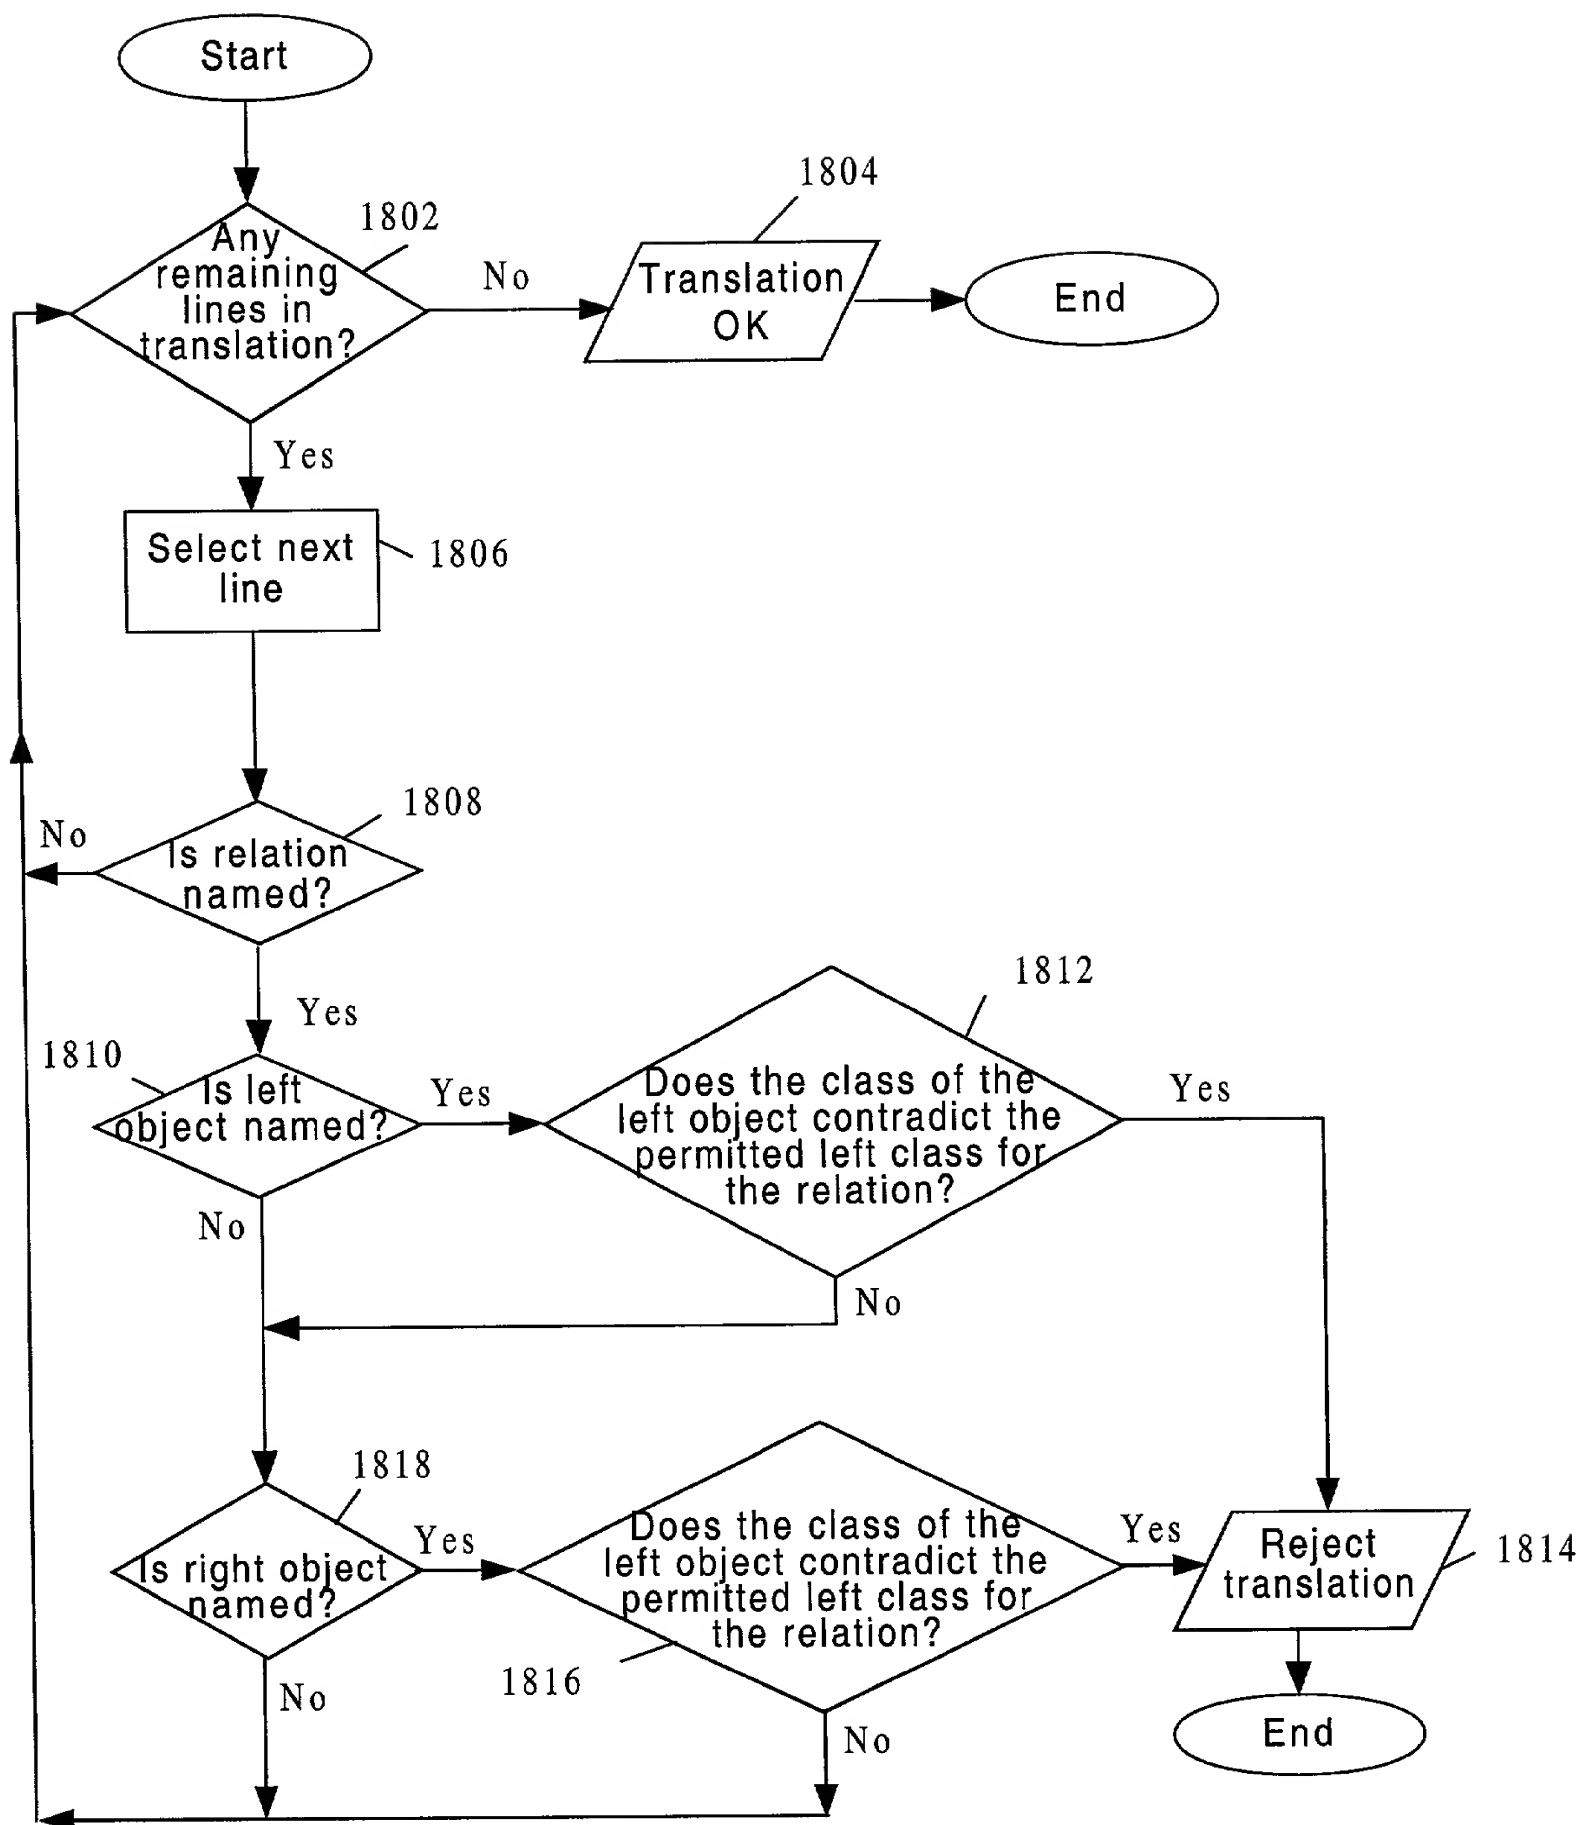 Start
1804
1802
Any
remaining
lines in
translation?
No
Translation
OK
End
Yes
Select next
line
1806
1808
No
Is relation
named?
Yes
1812
1810
Is left
object named?
Yes
Does the class of the
left object contradict the
permitted left class for
the relation?
Yes
No
No
1818
Is right object
named?
Yes
Does the class of the
left object contradict the
permitted left class for
the relation?
1816
Yes
Reject
translation
1814
No
No
End